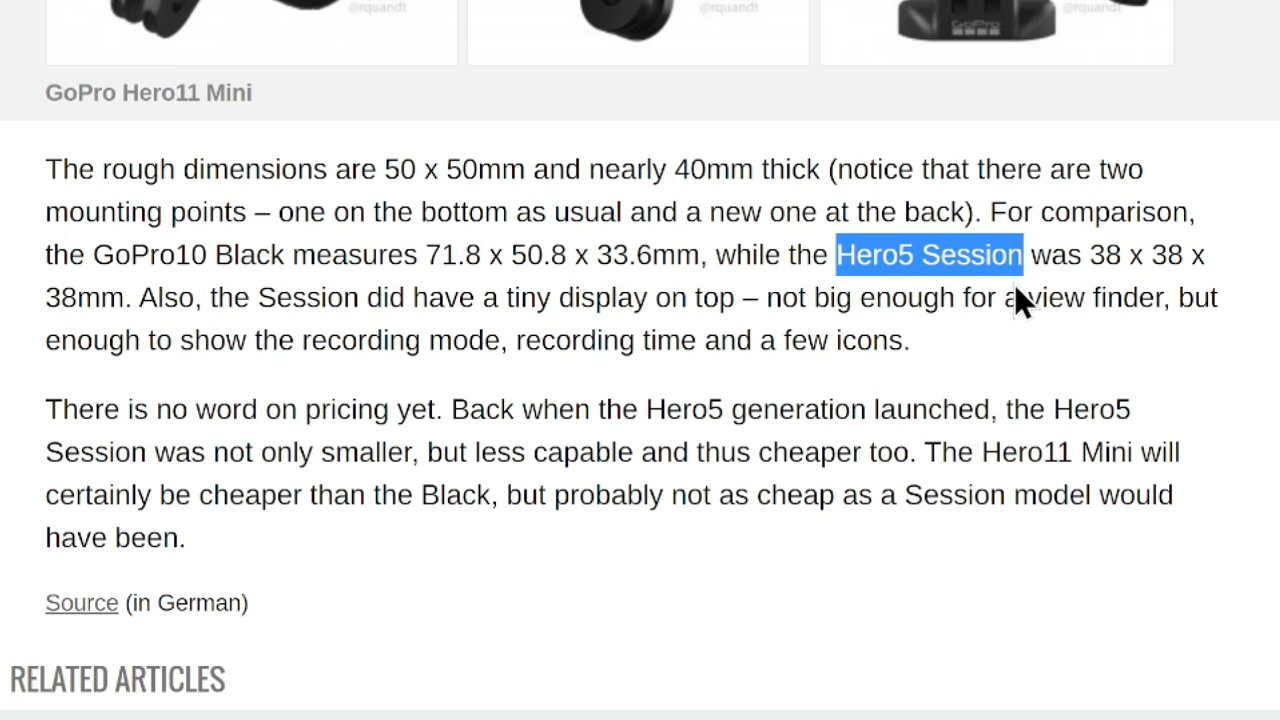 @rquandt @rquandt @rquandt
GoPro
GoPro Hero11 Mini
The rough dimensions are 50 x 50mm and nearly 40mm thick (notice that there are two
mounting points – one on the bottom as usual and a new one at the back). For comparison,
the GoPro10 Black measures 71.8 x 50.8 x 33.6mm, while the Hero5 Session was 38 x 38 x
38mm. Also, the Session did have a tiny display on top – not big enough for a view finder, but
enough to show the recording mode, recording time and a few icons.
There is no word on pricing yet. Back when the Hero5 generation launched, the Hero5
Session was not only smaller, but less capable and thus cheaper too. The Hero11 Mini will
certainly be cheaper than the Black, but probably not as cheap as a Session model would
have been.
Source (in German)
RELATED ARTICLES